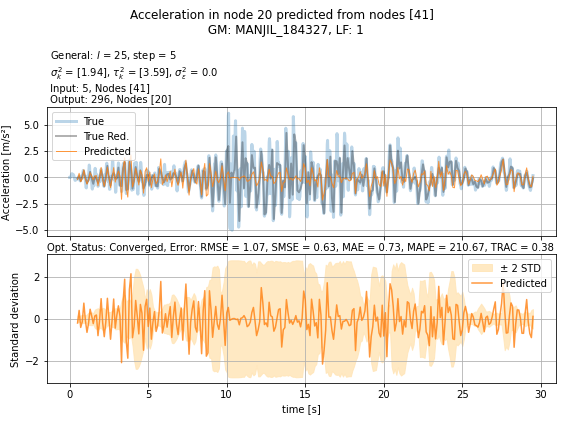 Acceleration in node 20 predicted from nodes [41]
GM: MANJIL_184327, LF: 1
General: l = 25, step = 5
σ²ₖ = [1.94], τ²ₖ = [3.59], σ²ε = 0.0
Input: 5, Nodes [41]
Output: 296, Nodes [20]
True
True Red.
Predicted
5.0
2.5
0.0
−2.5
−5.0
Acceleration [m/s²]
Opt. Status: Converged, Error: RMSE = 1.07, SMSE = 0.63, MAE = 0.73, MAPE = 210.67, TRAC = 0.38
± 2 STD
Predicted
2
0
−2
Standard deviation
0 5 10 15 20 25 30
time [s]